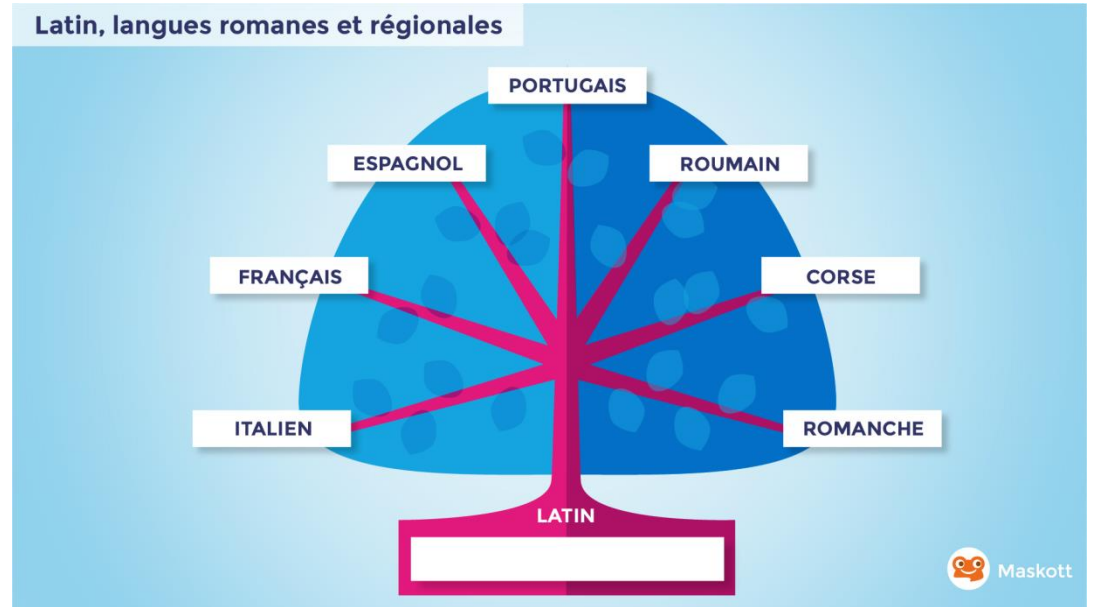 Latin, langues romanes et régionales
PORTUGAIS
ESPAGNOL
ROUMAIN
FRANÇAIS
CORSE
ITALIEN
ROMANCHE
LATIN
Maskott